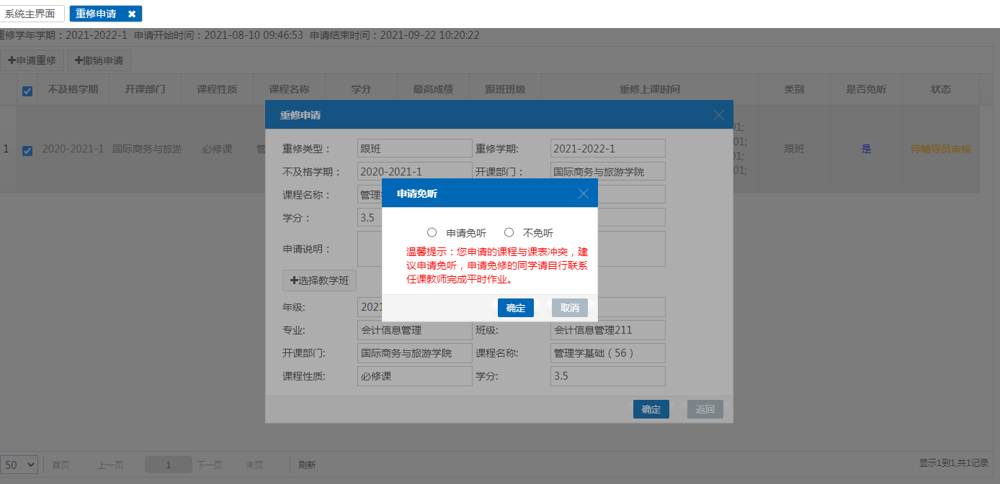 系统主界面 重修申请
重修学年学期：2021-2022-1 申请开始时间：2021-08-10 09:46:53 申请结束时间：2021-09-22 10:20:22
申请重修 撤销申请
不及格学期 开课部门 课程性质 课程名称 学分 最高成绩 跟班班级 重修上课时间 类别 是否免听 状态
1 2020-2021-1 国际商务与旅游 必修课 管 跟班 是 待辅导员审核
01;
01;
01;
01;
重修申请
重修类型： 跟班 重修学期: 2021-2022-1
不及格学期： 2020-2021-1 开课部门： 国际商务与旅游学院
课程名称： 管理
学分： 3.5
申请说明：
选择教学班
年级: 2021
专业: 会计信息管理 班级: 会计信息管理211
开课部门: 国际商务与旅游学院 课程名称: 管理学基础（56）
课程性质: 必修课 学分: 3.5
确定 返回
申请免听
申请免听 不免听
温馨提示：您申请的课程与课表冲突，建
议申请免听，申请免修的同学请自行联系
任课教师完成平时作业。
确定 取消
50 首页 上一页 1 下一页 末页 刷新 显示1到1,共1记录